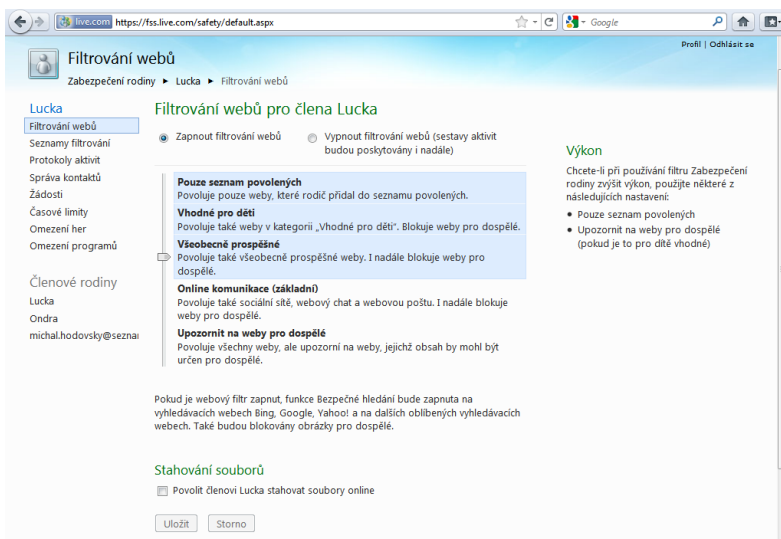 live.com https://fss.live.com/safety/default.aspx
Google
Profil | Odhlásit se
Filtrování webů
Zabezpečení rodiny ► Lucka ► Filtrování webů
Lucka
Filtrování webů
Seznamy filtrování
Protokoly aktivit
Správa kontaktů
Žádosti
Časové limity
Omezení her
Omezení programů
Členové rodiny
Lucka
Ondra
michal.hodovsky@seznar
Filtrování webů pro člena Lucka
Zapnout filtrování webů
Vypnout filtrování webů (sestavy aktivit
budou poskytovány i nadále)
Pouze seznam povolených
Povoluje pouze weby, které rodič přidal do seznamu povolených.
Vhodné pro děti
Povoluje také weby v kategorii „Vhodné pro děti“. Blokuje weby pro dospělé.
Všeobecně prospěšné
Povoluje také všeobecně prospěšné weby. I nadále blokuje weby pro
dospělé.
Online komunikace (základní)
Povoluje také sociální sítě, webový chat a webovou poštu. I nadále blokuje
weby pro dospělé.
Upozornit na weby pro dospělé
Povoluje všechny weby, ale upozorní na weby, jejichž obsah by mohl být
určen pro dospělé.
Pokud je webový filtr zapnut, funkce Bezpečné hledání bude zapnuta na
vyhledávacích webech Bing, Google, Yahoo! a na dalších oblíbených vyhledávacích
webech. Také budou blokovány obrázky pro dospělé.
Stahování souborů
Povolit členovi Lucka stahovat soubory online
Uložit
Storno
Výkon
Chcete-li při používání filtru Zabezpečení
rodiny zvýšit výkon, použijte některé z
následujících nastavení:
• Pouze seznam povolených
• Upozornit na weby pro dospělé
(pokud je to pro dítě vhodné)